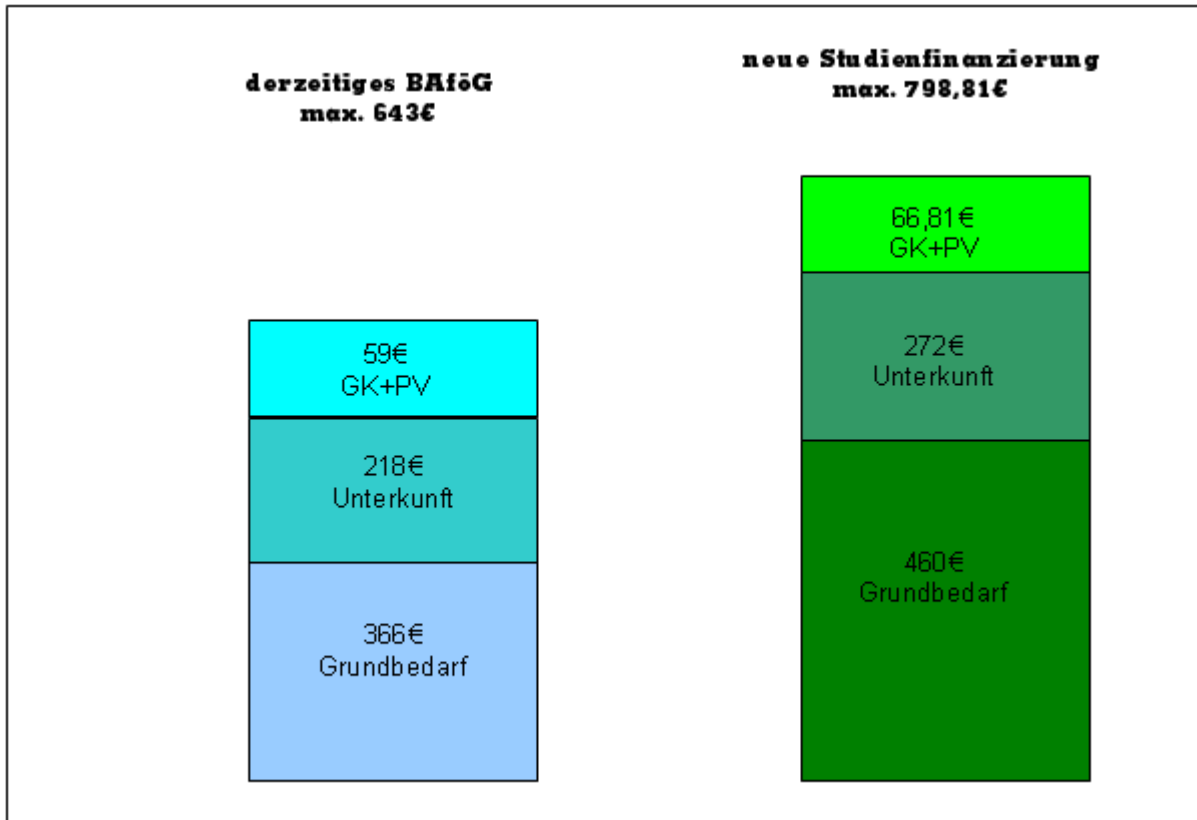 derzeitiges BAföG
max. 643€
59€
GK+PV
218€
Unterkunft
366€
Grundbedarf
neue Studienfinanzierung
max. 798,81€
66,81€
GK+PV
272€
Unterkunft
460€
Grundbedarf